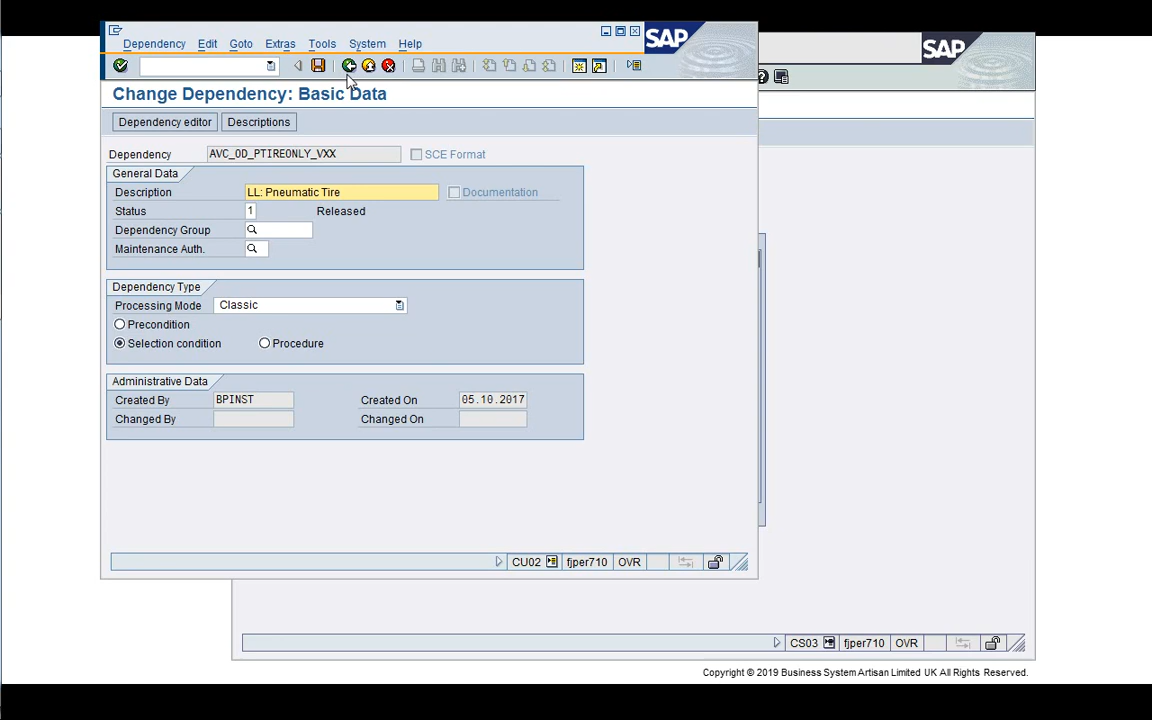 Dependency Edit Goto Extras Tools System Help
SAP
SAP
Change Dependency: Basic Data
Dependency editor Descriptions
Dependency AVC_OD_PTIREONLY_VXX SCE Format
General Data
Description LL: Pneumatic Tire Documentation
Status 1 Released
Dependency Group
Maintenance Auth.
Dependency Type
Processing Mode Classic
Precondition
Selection condition Procedure
Administrative Data
Created By BPINST Created On 05.10.2017
Changed By Changed On
CU02 fjper710 OVR
CS03 fjper710 OVR
Copyright © 2019 Business System Artisan Limited UK All Rights Reserved.